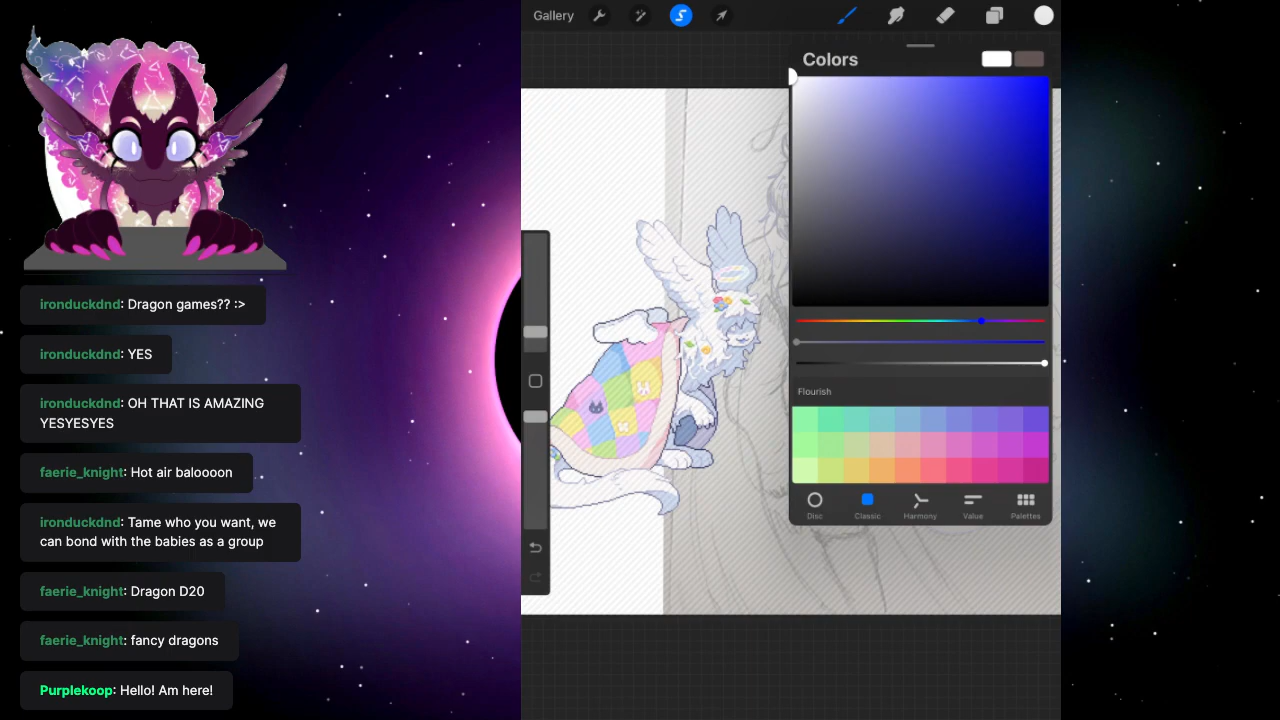 ironduckdnd: Dragon games?? :>
ironduckdnd: YES
ironduckdnd: OH THAT IS AMAZING
YESYESYES
faerie_knight: Hot air baloooon
ironduckdnd: Tame who you want, we
can bond with the babies as a group
faerie_knight: Dragon D20
faerie_knight: fancy dragons
Purplekoop: Hello! Am here!
Gallery
Colors
Flourish
Disc
Classic
Harmony
Value
Palettes